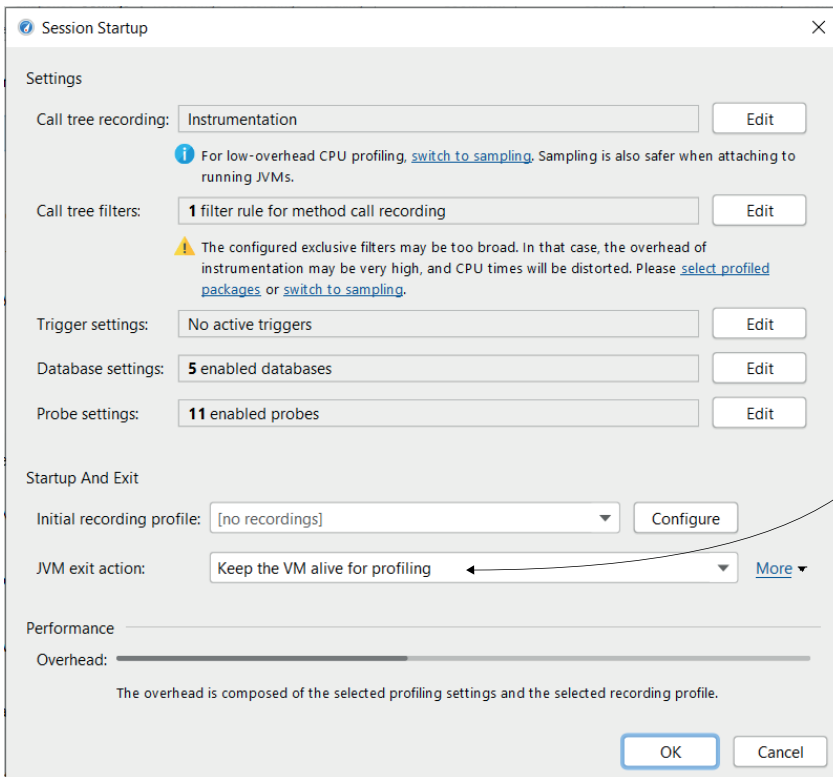 Session Startup
Settings
Call tree recording: Instrumentation Edit
For low-overhead CPU profiling, switch to sampling. Sampling is also safer when attaching to
running JVMs.
Call tree filters: 1 filter rule for method call recording Edit
The configured exclusive filters may be too broad. In that case, the overhead of
instrumentation may be very high, and CPU times will be distorted. Please select profiled
packages or switch to sampling.
Trigger settings: No active triggers Edit
Database settings: 5 enabled databases Edit
Probe settings: 11 enabled probes Edit
Startup And Exit
Initial recording profile: [no recordings] Configure
JVM exit action: Keep the VM alive for profiling More
Performance
Overhead:
The overhead is composed of the selected profiling settings and the selected recording profile.
OK Cancel